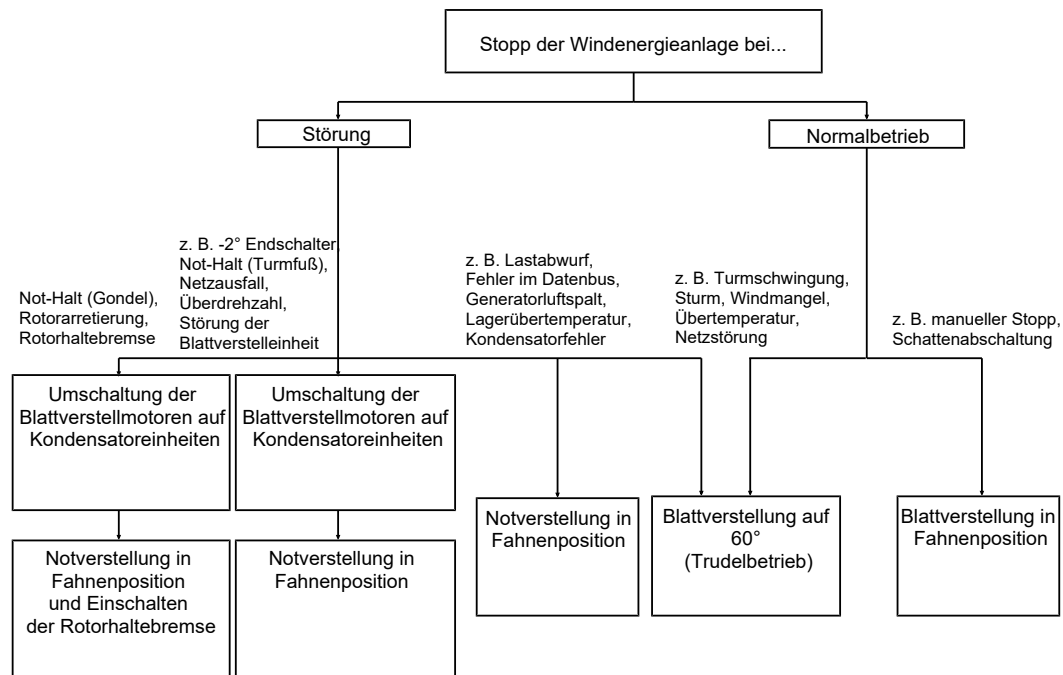 Stopp der Windenergieanlage bei...
Störung
Normalbetrieb
Not-Halt (Gondel),
Rotorarretierung,
Rotorhaltebremse
z. B. -2° Endschalter,
Not-Halt (Turmfuß),
Netzausfall,
Überdrehzahl,
Störung der
Blattverstelleinheit
z. B. Lastabwurf,
Fehler im Datenbus,
Generatorluftspalt,
Lagerübertemperatur,
Kondensatorfehler
z. B. Turmschwingung,
Sturm, Windmangel,
Übertemperatur,
Netzstörung
z. B. manueller Stopp,
Schattenabschaltung
Umschaltung der
Blattverstellmotoren auf
Kondensatoreinheiten
Umschaltung der
Blattverstellmotoren auf
Kondensatoreinheiten
Notverstellung in
Fahnenposition
Blattverstellung auf
60°
(Trudelbetrieb)
Blattverstellung in
Fahnenposition
Notverstellung in
Fahnenposition
und Einschalten
der Rotorhaltebremse
Notverstellung in
Fahnenposition